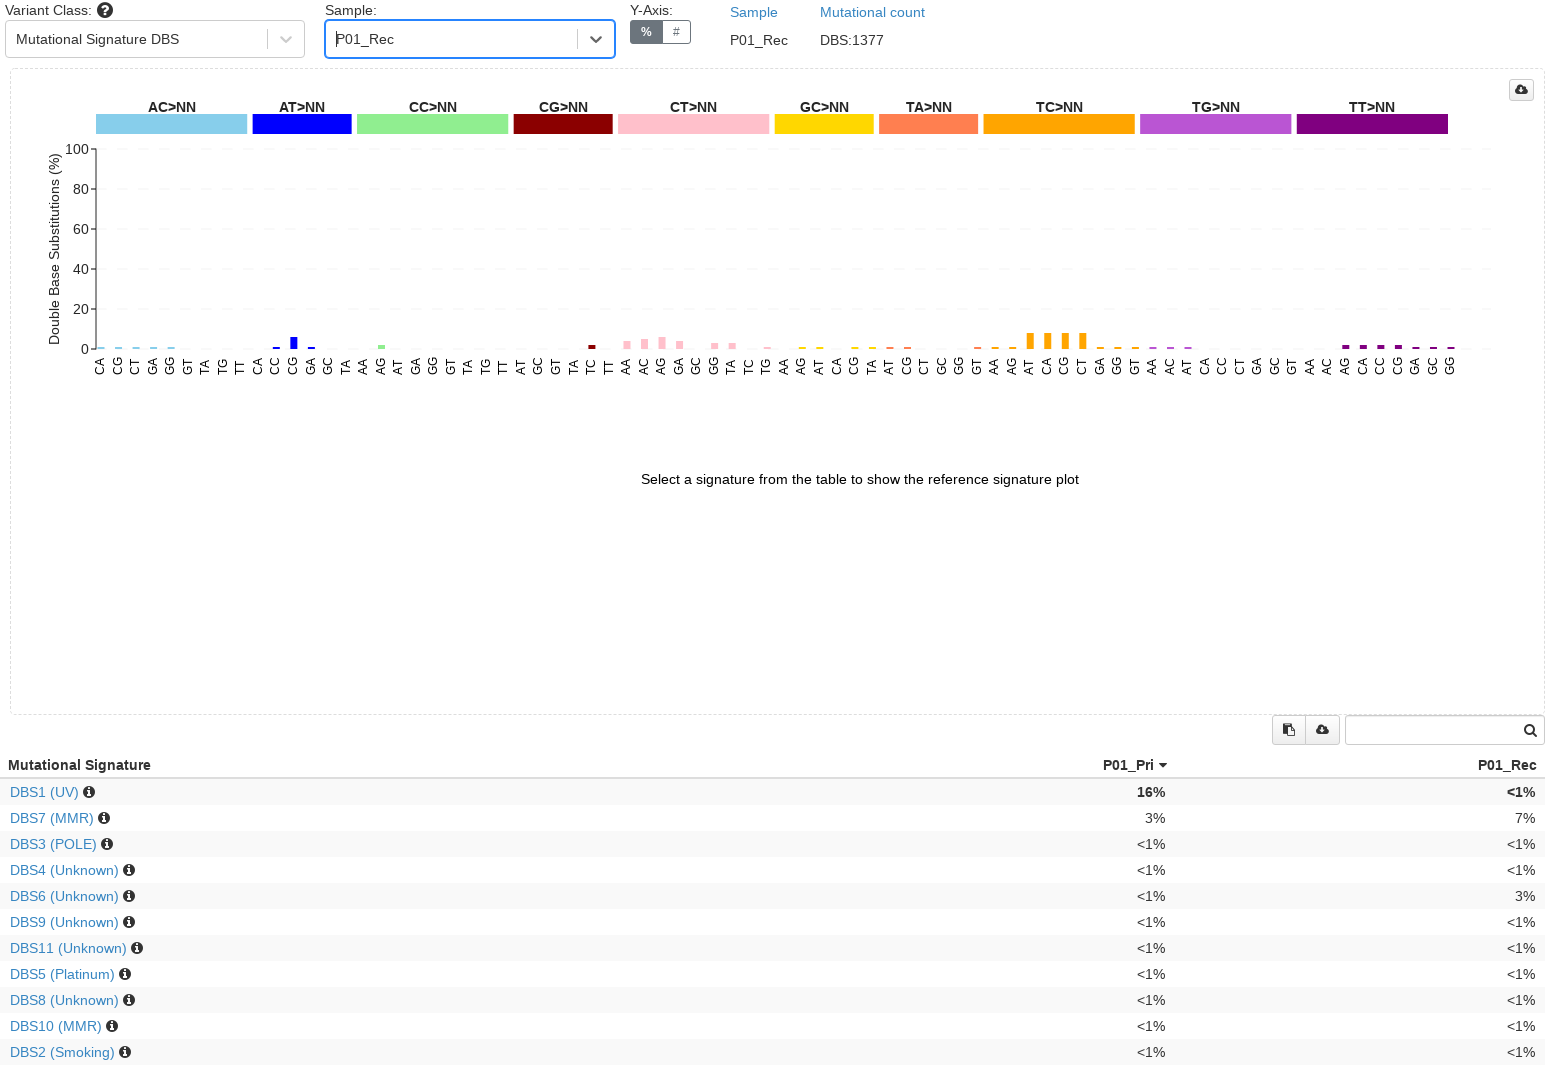 Variant Class: ?
Sample:
Y-Axis:
Sample
Mutational count
Mutational Signature DBS
P01_Rec
% #
P01_Rec
DBS:1377
AC>NN AT>NN CC>NN CG>NN CT>NN GC>NN TA>NN TC>NN TG>NN TT>NN
Double Base Substitutions (%)
100
80
60
40
20
0
CA CG CT GA GG GT TA TG TT CA CC CG GA GC TA AA AG AT GA GG GT TA TG TT AT GC GT TA TC TT AA AC AG GA GC GG TA TC TG AA AG AT CA CG TA AT CG CT GC GG GT AA AG AT CA CG CT GA GG GT AA AC AT CA CC CT GA GC GT AA AC AG CA CC CG GA GC GG
Select a signature from the table to show the reference signature plot
Mutational Signature P01_Pri P01_Rec
DBS1 (UV) 16% <1%
DBS7 (MMR) 3% 7%
DBS3 (POLE) <1% <1%
DBS4 (Unknown) <1% <1%
DBS6 (Unknown) <1% 3%
DBS9 (Unknown) <1% <1%
DBS11 (Unknown) <1% <1%
DBS5 (Platinum) <1% <1%
DBS8 (Unknown) <1% <1%
DBS10 (MMR) <1% <1%
DBS2 (Smoking) <1% <1%